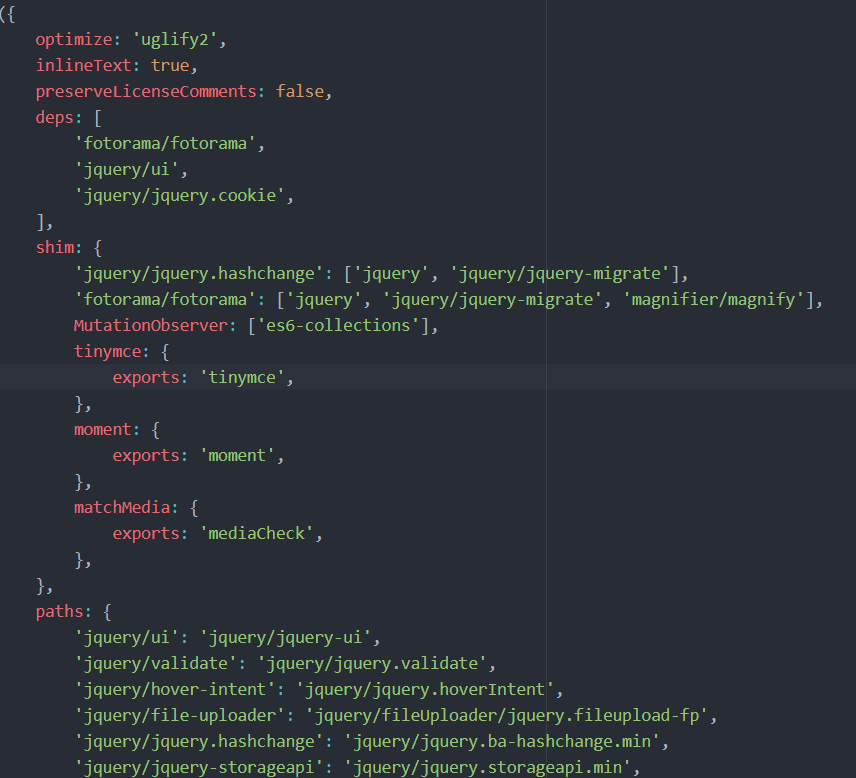 ({
    optimize: 'uglify2',
    inlineText: true,
    preserveLicenseComments: false,
    deps: [
        'fotorama/fotorama',
        'jquery/ui',
        'jquery/jquery.cookie',
    ],
    shim: {
        'jquery/jquery.hashchange': ['jquery', 'jquery/jquery-migrate'],
        'fotorama/fotorama': ['jquery', 'jquery/jquery-migrate', 'magnifier/magnify'],
        MutationObserver: ['es6-collections'],
        tinymce: {
            exports: 'tinymce',
        },
        moment: {
            exports: 'moment',
        },
        matchMedia: {
            exports: 'mediaCheck',
        },
    },
    paths: {
        'jquery/ui': 'jquery/jquery-ui',
        'jquery/validate': 'jquery/jquery.validate',
        'jquery/hover-intent': 'jquery/jquery.hoverIntent',
        'jquery/file-uploader': 'jquery/fileUploader/jquery.fileupload-fp',
        'jquery/jquery.hashchange': 'jquery/jquery.ba-hashchange.min',
        'jquery/jquery-storageapi': 'jquery/jquery.storageapi.min',